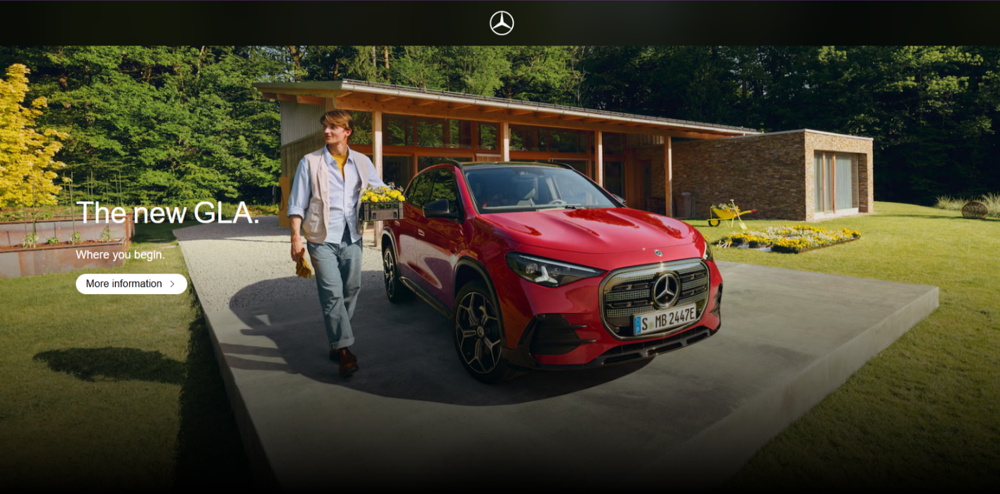 The new GLA.
Where you begin.
More information
S MB 2447E